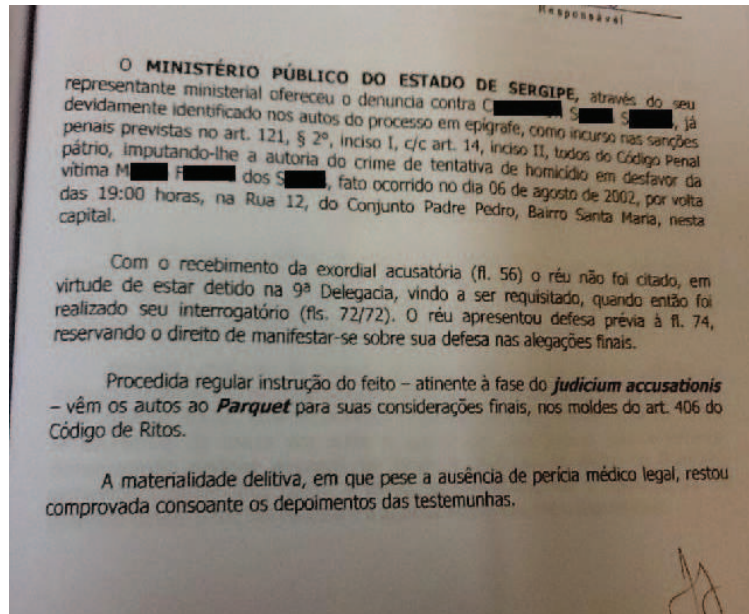 Responsável
O MINISTÉRIO PÚBLICO DO ESTADO DE SERGIPE, através do seu
representante ministerial ofereceu o denuncia contra C S S, já
devidamente identificado nos autos do processo em epígrafe, como incurso nas sanções
penais previstas no art. 121, § 2º, inciso I, c/c art. 14, inciso II, todos do Código Penal
pátrio, imputando-lhe a autoria do crime de tentativa de homicídio em desfavor da
vítima M F dos S, fato ocorrido no dia 06 de agosto de 2002, por volta
das 19:00 horas, na Rua 12, do Conjunto Padre Pedro, Bairro Santa Maria, nesta
capital.
Com o recebimento da exordial acusatória (fl. 56) o réu não foi citado, em
virtude de estar detido na 9ª Delegacia, vindo a ser requisitado, quando então foi
realizado seu interrogatório (fls. 72/72). O réu apresentou defesa prévia à fl. 74,
reservando o direito de manifestar-se sobre sua defesa nas alegações finais.
Procedida regular instrução do feito – atinente à fase do judicium accusationis
– vêm os autos ao Parquet para suas considerações finais, nos moldes do art. 406 do
Código de Ritos.
A materialidade delitiva, em que pese a ausência de perícia médico legal, restou
comprovada consoante os depoimentos das testemunhas.